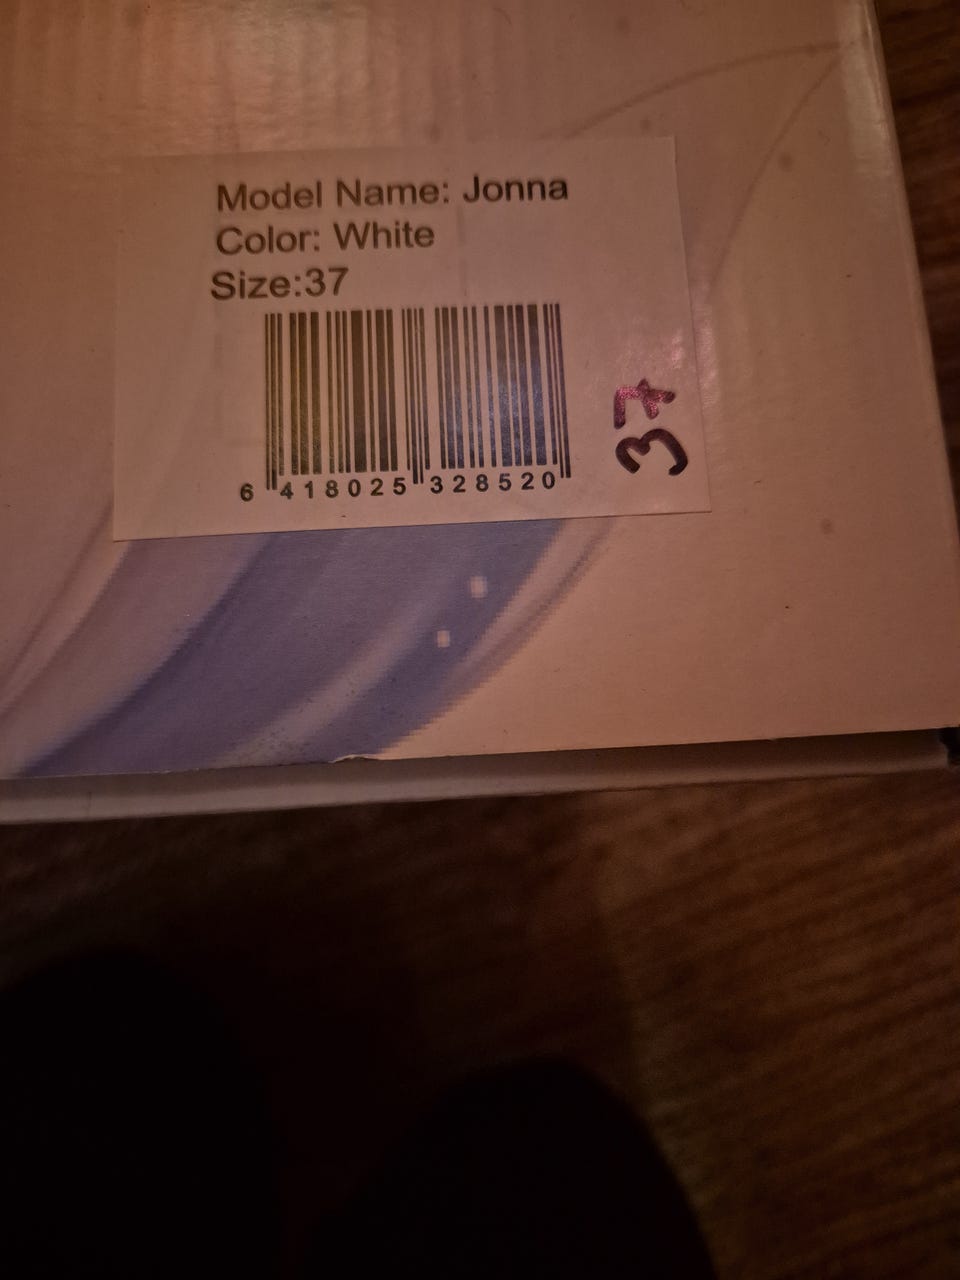 Model Name: Jonna
Color: White
Size:37
6 418025 328520
37